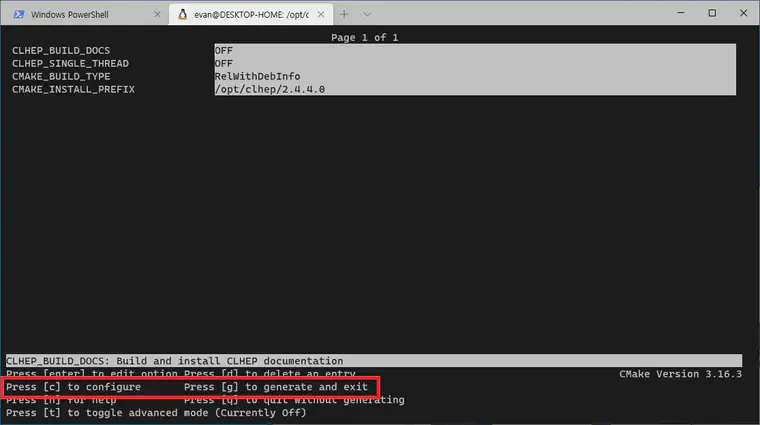 Windows PowerShell
evan@DESKTOP-HOME: /opt/c
Page 1 of 1
CLHEP_BUILD_DOCS OFF
CLHEP_SINGLE_THREAD OFF
CMAKE_BUILD_TYPE RelWithDebInfo
CMAKE_INSTALL_PREFIX /opt/clhep/2.4.4.0
CLHEP_BUILD_DOCS: Build and install CLHEP documentation
Press [enter] to edit option Press [d] to delete an entry CMake Version 3.16.3
Press [c] to configure Press [g] to generate and exit
Press [h] for help Press [q] to quit without generating
Press [t] to toggle advanced mode (Currently Off)